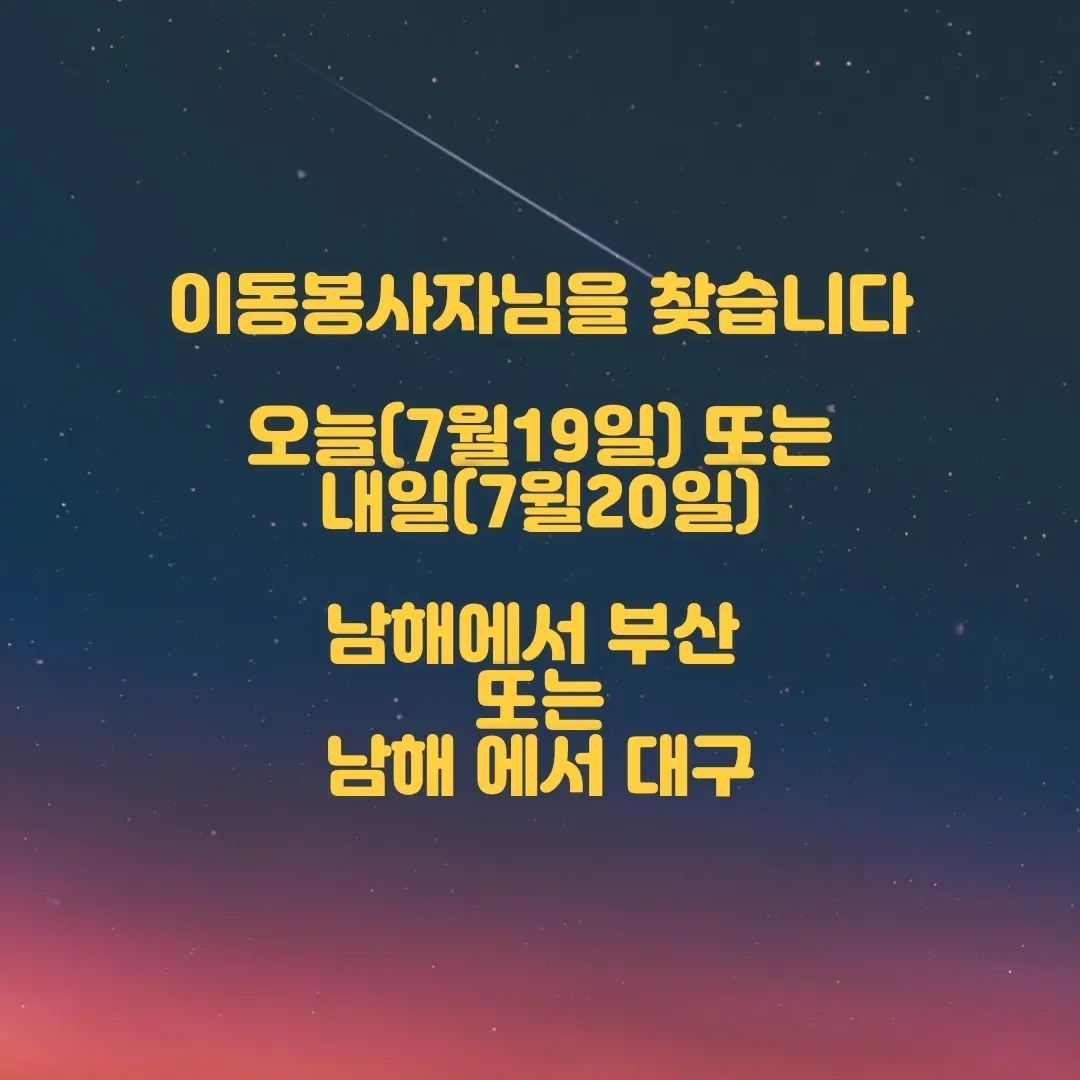 이동봉사자님을 찾습니다
오늘(7월19일) 또는
내일(7월20일)
남해에서 부산
또는
남해 에서 대구